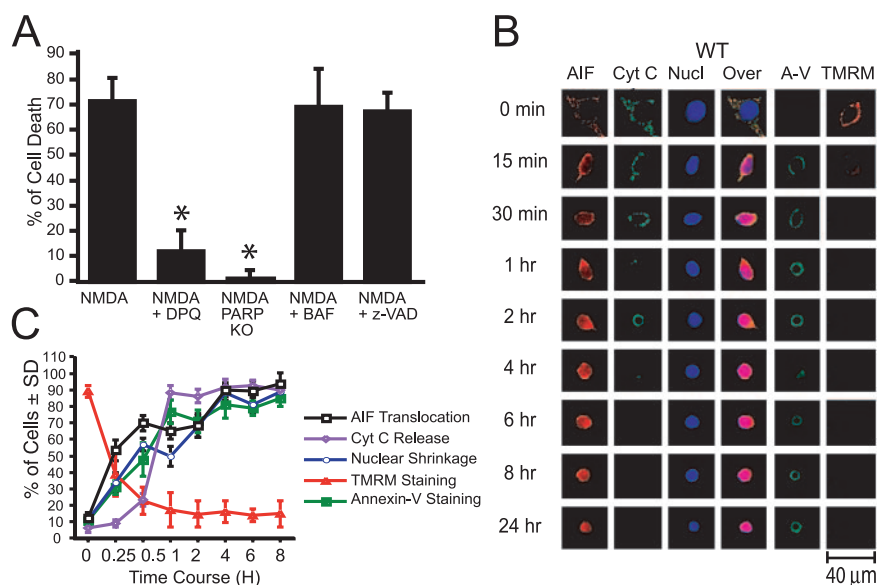 A
% of Cell Death
90
80
70
60
50
40
30
20
10
0
*
*
NMDA
NMDA + DPQ
NMDA PARP KO
NMDA + BAF
NMDA + z-VAD
B
WT
AIF Cyt C Nucl Over A-V TMRM
0 min
15 min
30 min
1 hr
2 hr
4 hr
6 hr
8 hr
24 hr
40 µm
C
% of Cells ± SD
110
100
90
80
70
60
50
40
30
20
10
0
0 0.25 0.5 1 2 4 6 8
Time Course (H)
AIF Translocation
Cyt C Release
Nuclear Shrinkage
TMRM Staining
Annexin-V Staining